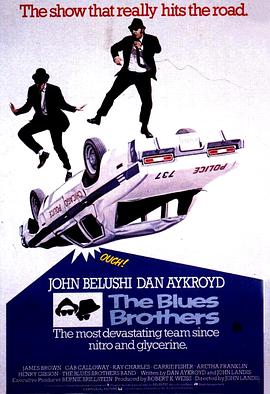 The show that really hits the road.
737
POLICE
CHICAGO POLICE
OUCH!
JOHN BELUSHI DAN AYKROYD
The Blues
Brothers
The most devastating team since
nitro and glycerine.
JAMES BROWN · CAB CALLOWAY · RAY CHARLES · CARRIE FISHER · ARETHA FRANKLIN
HENRY GIBSON · THE BLUES BROTHERS BAND · Written by DAN AYKROYD and JOHN LANDIS
Executive Producer BERNIE BRILLSTEIN · Produced by ROBERT K. WEISS · Directed by JOHN LANDIS